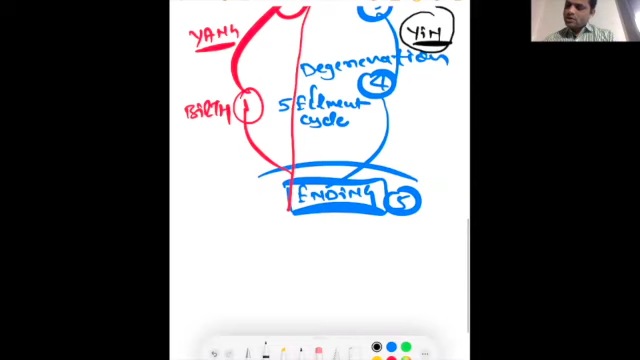 YANG
YiN
Degeneration
4
BIRTH 1
5 Element
cycle
ENDING 5